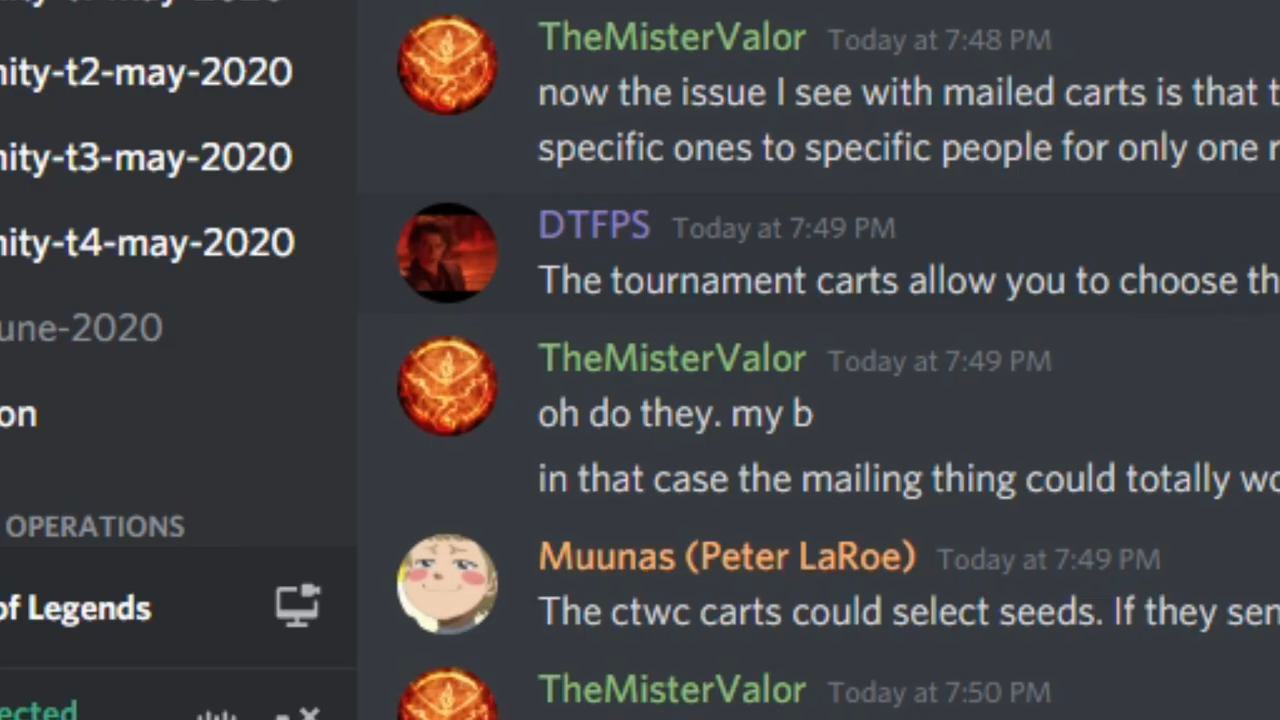 nity-t2-may-2020
nity-t3-may-2020
nity-t4-may-2020
une-2020
on
OPERATIONS
of Legends
ected
TheMisterValor Today at 7:48 PM
now the issue I see with mailed carts is that t
specific ones to specific people for only one r
DTFPS Today at 7:49 PM
The tournament carts allow you to choose th
TheMisterValor Today at 7:49 PM
oh do they. my b
in that case the mailing thing could totally wo
Muunas (Peter LaRoe) Today at 7:49 PM
The ctwc carts could select seeds. If they sen
TheMisterValor Today at 7:50 PM